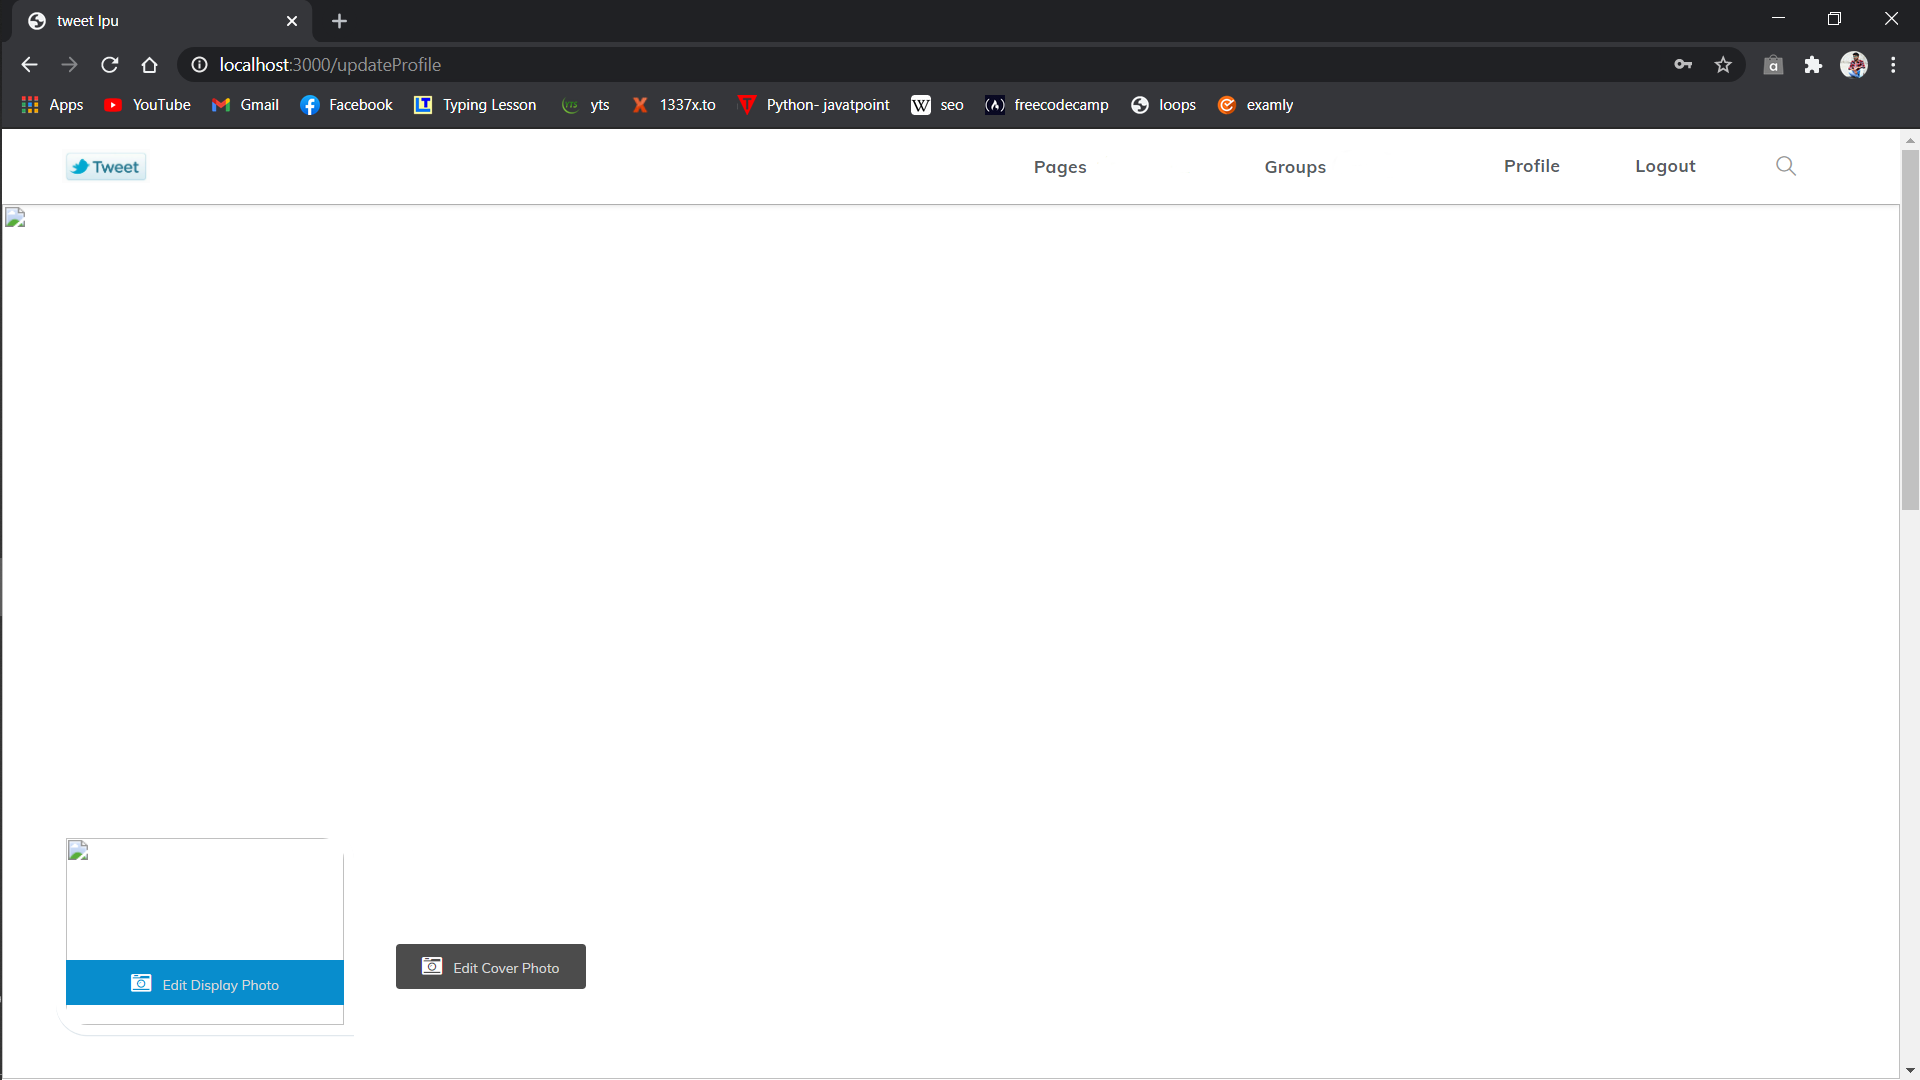 tweet lpu
localhost:3000/updateProfile
Apps YouTube Gmail Facebook Typing Lesson yts 1337x.to Python- javatpoint seo freecodecamp loops examly
Tweet Pages Groups Profile Logout
Edit Cover Photo
Edit Display Photo